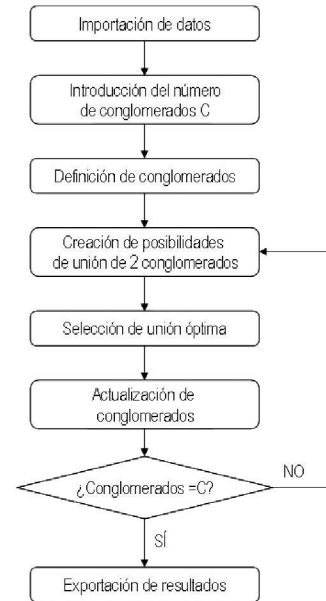 Importación de datos
Introducción del número
de conglomerados C
Definición de conglomerados
Creación de posibilidades
de unión de 2 conglomerados
Selección de unión óptima
Actualización de
conglomerados
¿Conglomerados =C?
NO
SÍ
Exportación de resultados